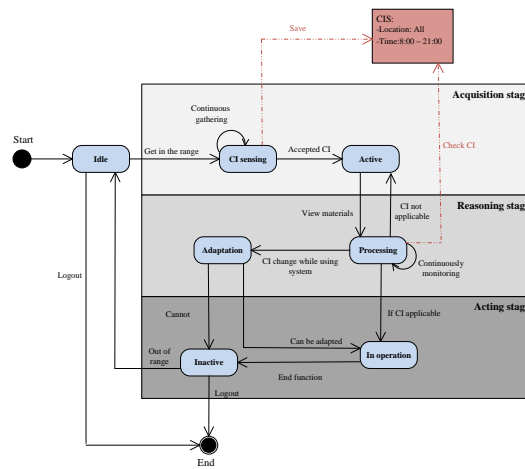 CIS:
-Location: All
-Time:8:00 – 21:00
Save
Acquisition stag
Continuous
gathering
Start
Get in the range
Accepted CI
Check CI
Idle
CI sensing
Active
Reasoning stag
View materials
CI not
applicable
Adaptation
Processing
CI change while using
system
Continuously
monitoring
Logout
Acting stag
Cannot
If CI applicable
Can be adapted
Out of
range
Inactive
In operation
End function
Logout
End